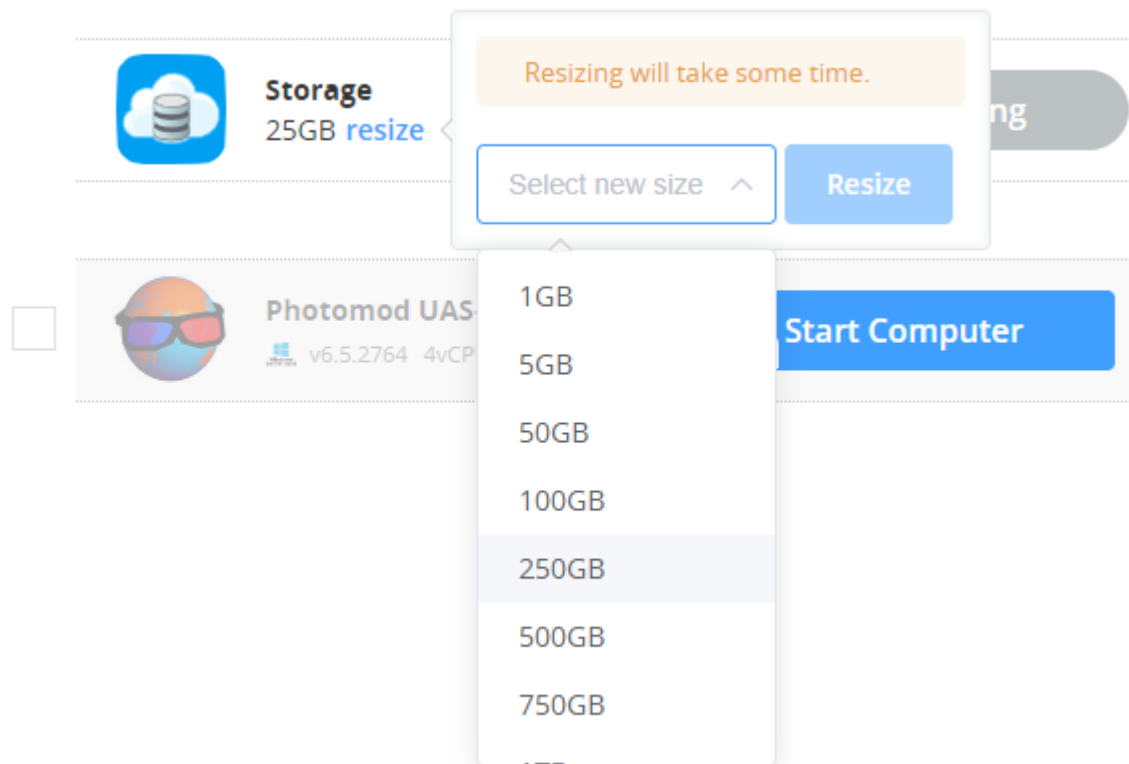 Resizing will take some time.
Storage
25GB resize
ng
Select new size
Resize
1GB
Photomod UAS
Start Computer
v6.5.2764 4vCP
5GB
50GB
100GB
250GB
500GB
750GB